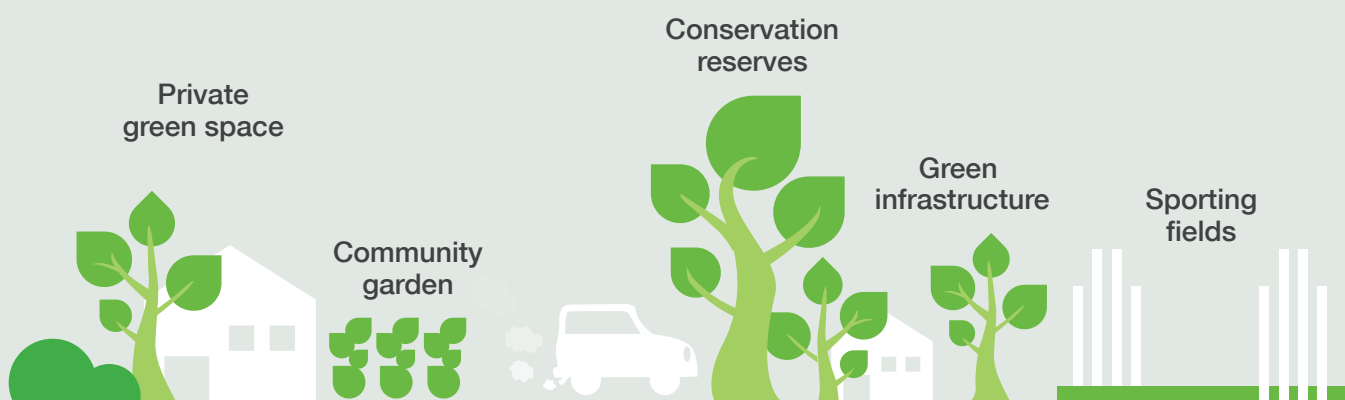 Private
green space
Community
garden
Conservation
reserves
Green
infrastructure
Sporting
fields